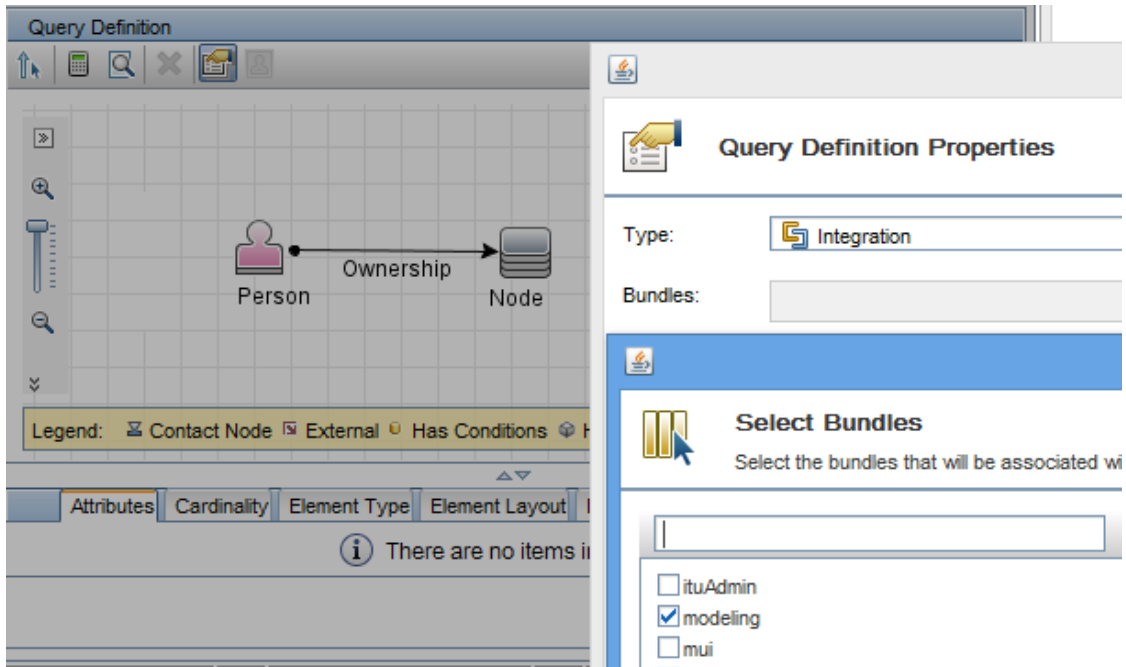 Query Definition
Query Definition Properties
Type:
Integration
Bundles:
Ownership
Person
Node
Legend: Contact Node External Has Conditions
Select Bundles
Select the bundles that will be associated
Attributes Cardinality Element Type Element Layout
There are no items
ituAdmin
modeling
mui